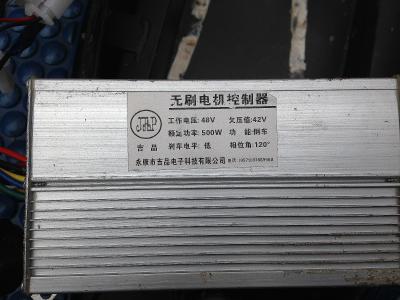 无刷电机控制器
工作电压:48V 欠压值:42V
额定功率:500W 功 能:倒车
吉品 刹车电平: 低 相位角:120°
永康市吉品电子科技有限公司